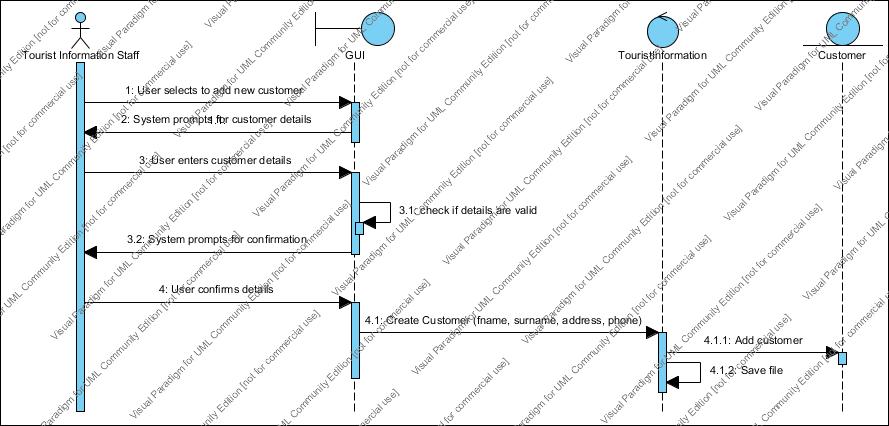 Tourist Information Staff
GUI
TouristInformation
Customer
1: User selects to add new customer
2: System prompts for customer details
3: User enters customer details
3.1: check if details are valid
3.2: System prompts for confirmation
4: User confirms details
4.1: Create Customer (fname, surname, address, phone)
4.1.1: Add customer
4.1.2: Save file
Visual Paradigm for UML Community Edition [not for commercial use]